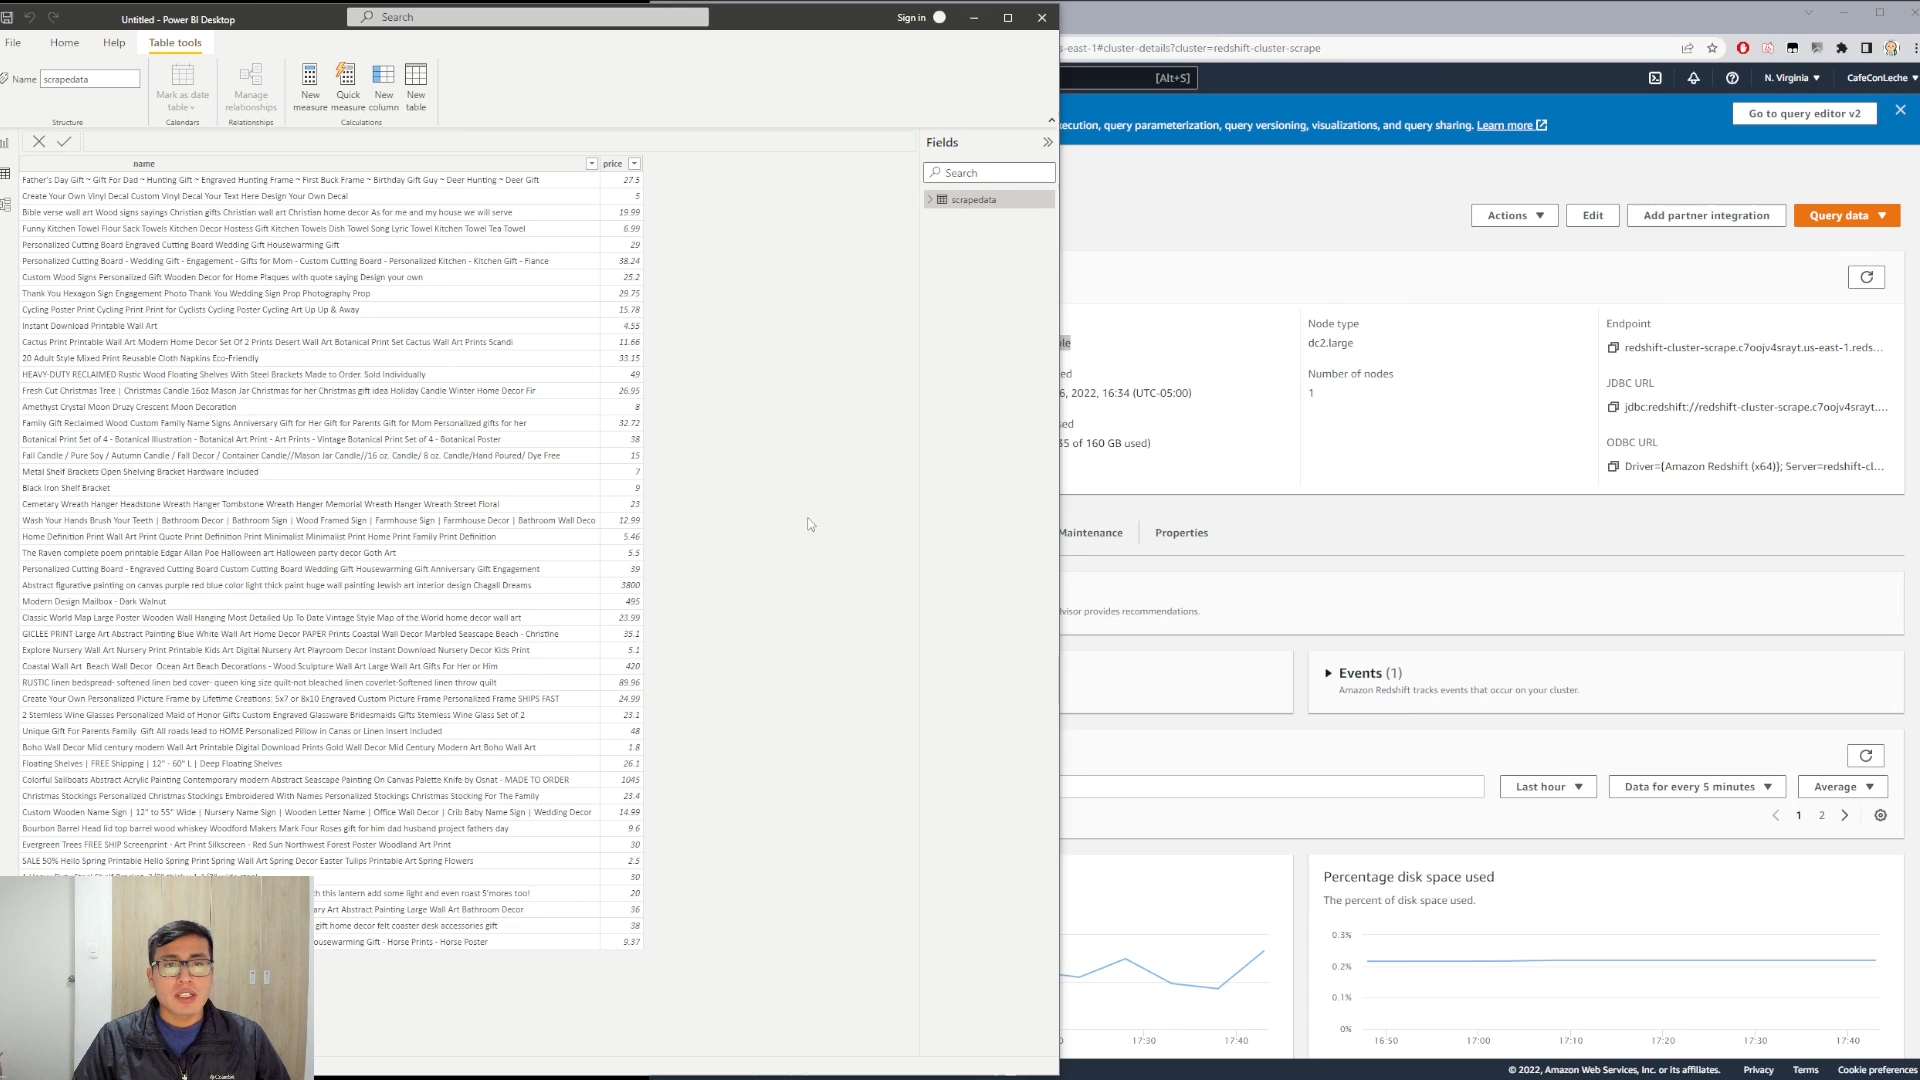 Untitled - Power BI Desktop
Search
Sign in
File
Home
Help
Table tools
Name
scrapedata
Mark as date table
Manage relationships
New measure
Quick measure
New column
New table
Structure
Calendars
Relationships
Calculations
name price
Father's Day Gift ~ Gift For Dad ~ Hunting Gift ~ Engraved Hunting Frame ~ First Buck Frame ~ Birthday Gift Guy ~ Deer Hunting ~ Deer Gift 27.5
Create Your Own Vinyl Decal Custom Vinyl Decal Your Text Here Design Your Own Decal 5
Bible verse wall art Wood signs sayings Christian gifts Christian wall art Christian home decor As for me and my house we will serve 19.99
Funny Kitchen Towel Flour Sack Towels Kitchen Decor Hostess Gift Kitchen Towels Dish Towel Song Lyric Towel Kitchen Towel Tea Towel 6.99
Personalized Cutting Board Engraved Cutting Board Wedding Gift Housewarming Gift 29
Personalized Cutting Board - Wedding Gift - Engagement - Gifts for Mom - Custom Cutting Board - Personalized Kitchen - Kitchen Gift - Fiance 38.24
Custom Wood Signs Personalized Gift Wooden Decor for Home Plaques with quote saying Design your own 25.2
Thank You Hexagon Sign Engagement Photo Thank You Wedding Sign Prop Photography Prop 29.75
Cycling Poster Print Cycling Print Print for Cyclists Cycling Poster Cycling Art Up Up & Away 15.78
Instant Download Printable Wall Art 4.55
Cactus Print Printable Wall Art Modern Home Decor Set Of 2 Prints Desert Wall Art Botanical Print Set Cactus Wall Art Prints Scandi 11.66
20 Adult Style Mixed Print Reusable Cloth Napkins Eco-Friendly 33.15
HEAVY-DUTY RECLAIMED Rustic Wood Floating Shelves With Steel Brackets Made to Order. Sold Individually 49
Fresh Cut Christmas Tree | Christmas Candle 16oz Mason Jar Christmas for her Christmas gift idea Holiday Candle Winter Home Decor Fir 26.95
Amethyst Crystal Moon Druzy Crescent Moon Decoration 8
Family Gift Reclaimed Wood Custom Family Name Signs Anniversary Gift for Her Gift for Parents Gift for Mom Personalized gifts for her 32.72
Botanical Print Set of 4 - Botanical Illustration - Botanical Art Print - Art Prints - Vintage Botanical Print Set of 4 - Botanical Poster 38
Fall Candle / Pure Soy / Autumn Candle / Fall Decor / Container Candle//Mason Jar Candle//16 oz. Candle/ 8 oz. Candle/Hand Poured/ Dye Free 15
Metal Shelf Brackets Open Shelving Bracket Hardware Included 7
Black Iron Shelf Bracket 9
Cemetary Wreath Hanger Headstone Wreath Hanger Tombstone Wreath Hanger Memorial Wreath Hanger Wreath Street Floral 23
Wash Your Hands Brush Your Teeth | Bathroom Decor | Bathroom Sign | Wood Framed Sign | Farmhouse Sign | Farmhouse Decor | Bathroom Wall Deco 12.99
Home Definition Print Wall Art Print Quote Print Definition Print Minimalist Minimalist Print Home Print Family Print Definition 5.46
The Raven complete poem printable Edgar Allan Poe Halloween art Halloween party decor Goth Art 5.5
Personalized Cutting Board - Engraved Cutting Board Custom Cutting Board Wedding Gift Housewarming Gift Anniversary Gift Engagement 39
Abstract figurative painting on canvas purple red blue color light thick paint huge wall painting Jewish art interior design Chagall Dreams 3800
Modern Design Mailbox - Dark Walnut 495
Classic World Map Large Poster Wooden Wall Hanging Most Detailed Up To Date Vintage Style Map of the World home decor wall art 23.99
GICLEE PRINT Large Art Abstract Painting Blue White Wall Art Home Decor PAPER Prints Coastal Wall Decor Marbled Seascape Beach - Christine 35.1
Explore Nursery Wall Art Nursery Print Printable Kids Art Digital Nursery Art Playroom Decor Instant Download Nursery Decor Kids Print 5.1
Coastal Wall Art Beach Wall Decor Ocean Art Beach Decorations - Wood Sculpture Wall Art Large Wall Art Gifts For Her or Him 420
RUSTIC linen bedspread- softened linen bed cover- queen king size quilt-not bleached linen coverlet-Softened linen throw quilt 89.96
Create Your Own Personalized Picture Frame by Lifetime Creations: 5x7 or 8x10 Engraved Custom Picture Frame Personalized Frame SHIPS FAST 24.99
2 Stemless Wine Glasses Personalized Maid of Honor Gifts Custom Engraved Glassware Bridesmaids Gifts Stemless Wine Glass Set of 2 23.1
Unique Gift For Parents Family Gift All roads lead to HOME Personalized Pillow in Canas or Linen Insert Included 48
Boho Wall Decor Mid century modern Wall Art Printable Digital Download Prints Gold Wall Decor Mid Century Modern Art Boho Wall Art 1.8
Floating Shelves | FREE Shipping | 12" - 60" L | Deep Floating Shelves 26.1
Colorful Sailboats Abstract Acrylic Painting Contemporary modern Abstract Seascape Painting On Canvas Palette Knife by Osnat - MADE TO ORDER 1045
Christmas Stockings Personalized Christmas Stockings Embroidered With Names Personalized Stockings Christmas Stocking For The Family 23.4
Custom Wooden Name Sign | 12" to 55" Wide | Nursery Name Sign | Wooden Letter Name | Office Wall Decor | Crib Baby Name Sign | Wedding Decor 14.99
Bourbon Barrel Head lid top barrel wood whiskey Woodford Makers Mark Four Roses gift for him dad husband project fathers day 9.6
Evergreen Trees FREE SHIP Screenprint - Art Print Silkscreen - Red Sun Northwest Forest Poster Woodland Art Print 30
SALE 50% Hello Spring Printable Hello Spring Print Spring Wall Art Spring Decor Easter Tulips Printable Art Spring Flowers 2.5
30
th this lantern add some light and even roast S'mores too! 20
ary Art Abstract Painting Large Wall Art Bathroom Decor 36
gift home decor felt coaster desk accessories gift 38
ousewarming Gift - Horse Prints - Horse Poster 9.37
Fields
Search
scrapedata
s-east-1#cluster-details?cluster=redshift-cluster-scrape
[Alt+S]
N. Virginia
CafeConLeche
ecution, query parameterization, query versioning, visualizations, and query sharing. Learn more
Go to query editor v2
Actions
Edit
Add partner integration
Query data
le
ed
6, 2022, 16:34 (UTC-05:00)
sed
35 of 160 GB used)
Node type
dc2.large
Number of nodes
1
Endpoint
redshift-cluster-scrape.c7oojv4srayt.us-east-1.reds...
JDBC URL
jdbc:redshift://redshift-cluster-scrape.c7oojv4srayt....
ODBC URL
Driver={Amazon Redshift (x64)}; Server=redshift-cl...
Maintenance
Properties
visor provides recommendations.
Events (1)
Amazon Redshift tracks events that occur on your cluster.
Last hour
Data for every 5 minutes
Average
1
2
17:30
17:40
Percentage disk space used
The percent of disk space used.
0.3%
0.2%
0.1%
0%
16:50
17:00
17:10
17:20
17:30
17:40
© 2022, Amazon Web Services, Inc. or its affiliates.
Privacy
Terms
Cookie preferences